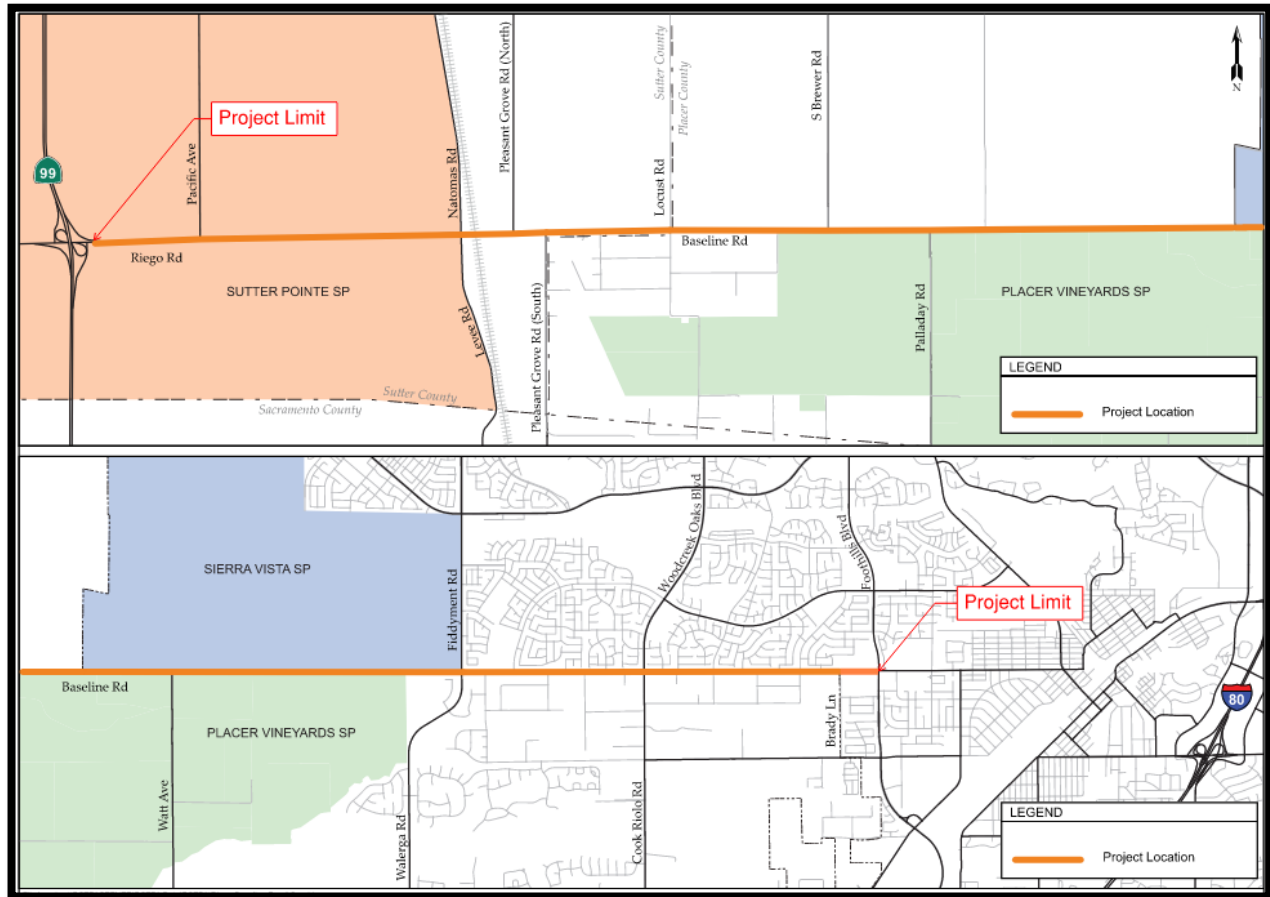 Project Limit
99
Pacific Ave
Natomas Rd
Pleasant Grove Rd (North)
Sutter County
Placer County
Locust Rd
S Brewer Rd
N
Riego Rd
Baseline Rd
SUTTER POINTE SP
Levee Rd
Pleasant Grove Rd (South)
Palladay Rd
PLACER VINEYARDS SP
Sutter County
Sacramento County
LEGEND
Project Location
SIERRA VISTA SP
Fiddyment Rd
Woodcreek Oaks Blvd
Foothills Blvd
Project Limit
Baseline Rd
PLACER VINEYARDS SP
Watt Ave
Walerga Rd
Cook Riolo Rd
Brady Ln
80
LEGEND
Project Location